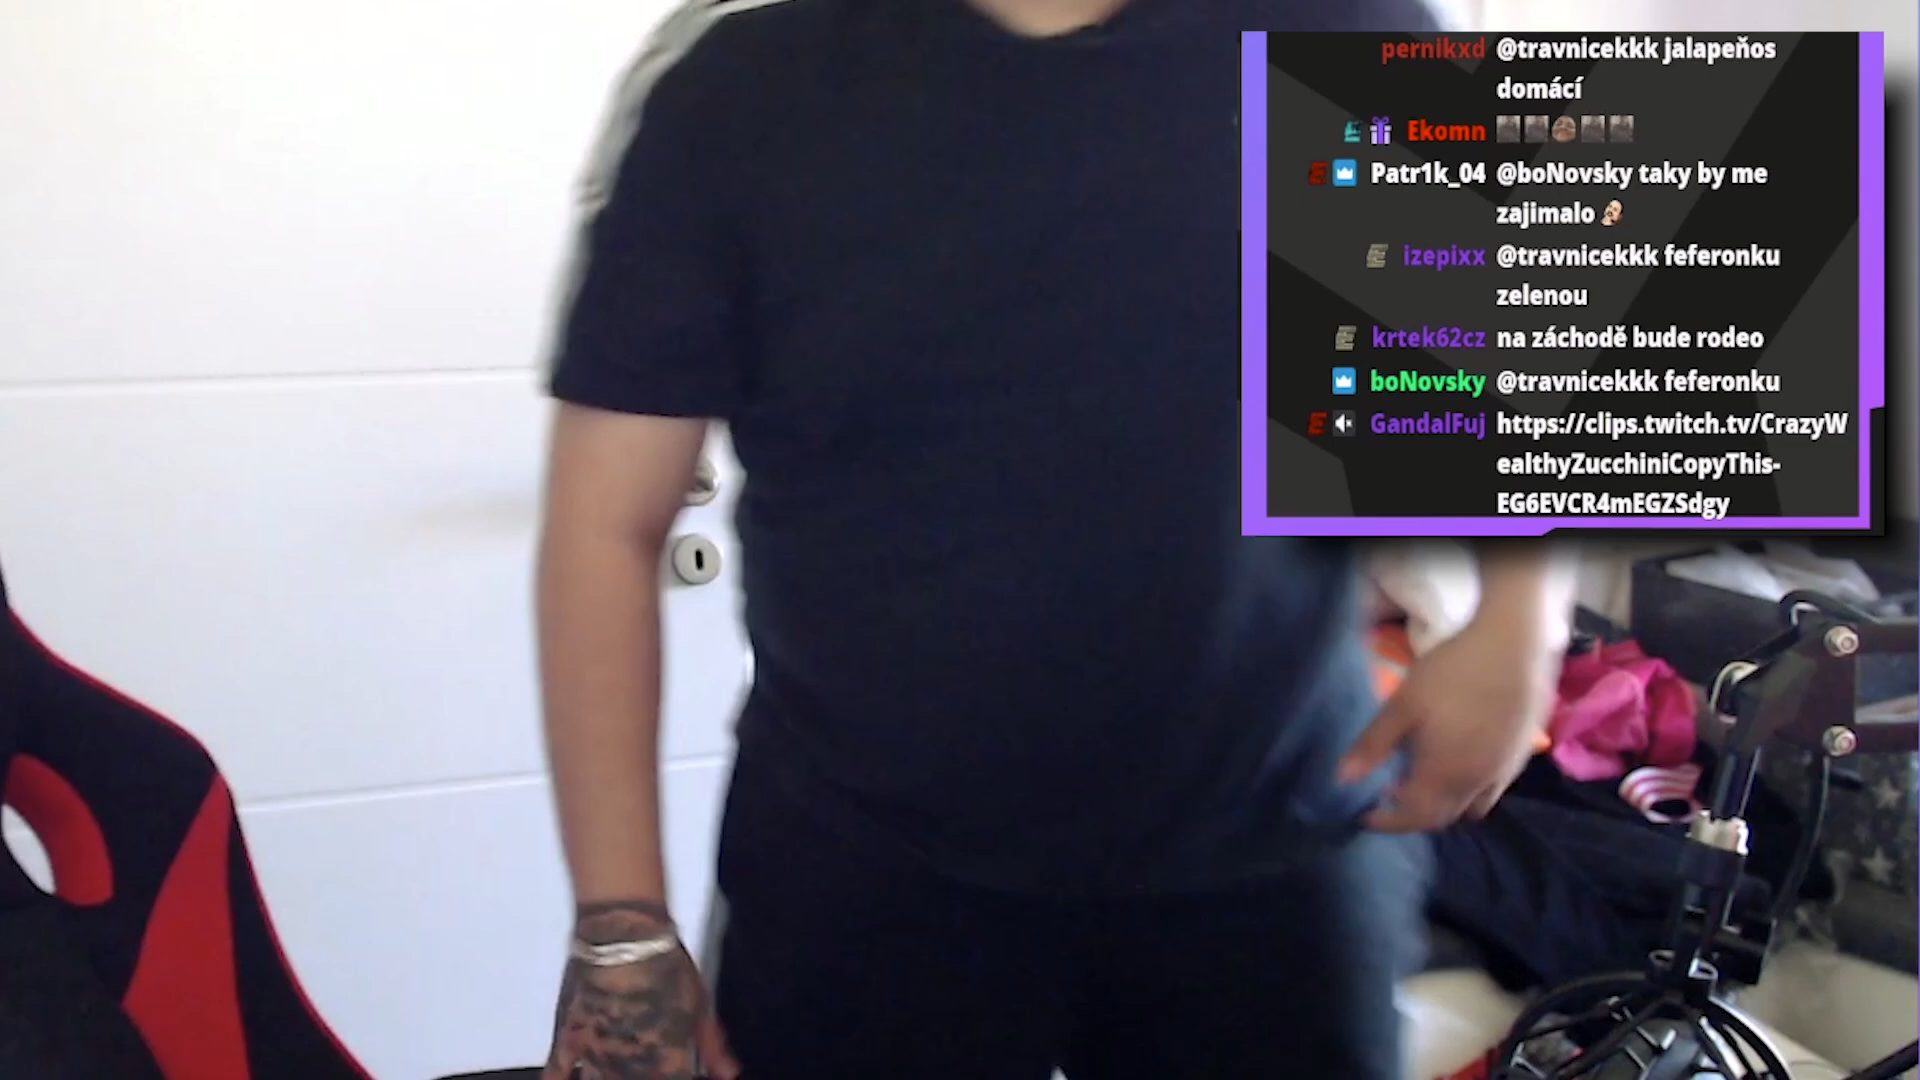 pernikxd @travnicekkk jalapeňos
domácí
Ekomn
Patr1k_04 @boNovsky taky by me
zajimalo
izepixx @travnicekkk feferonku
zelenou
krtek62cz na záchodě bude rodeo
boNovsky @travnicekkk feferonku
GandalFuj https://clips.twitch.tv/CrazyW
ealthyZucchiniCopyThis-
EG6EVCR4mEGZSdgy